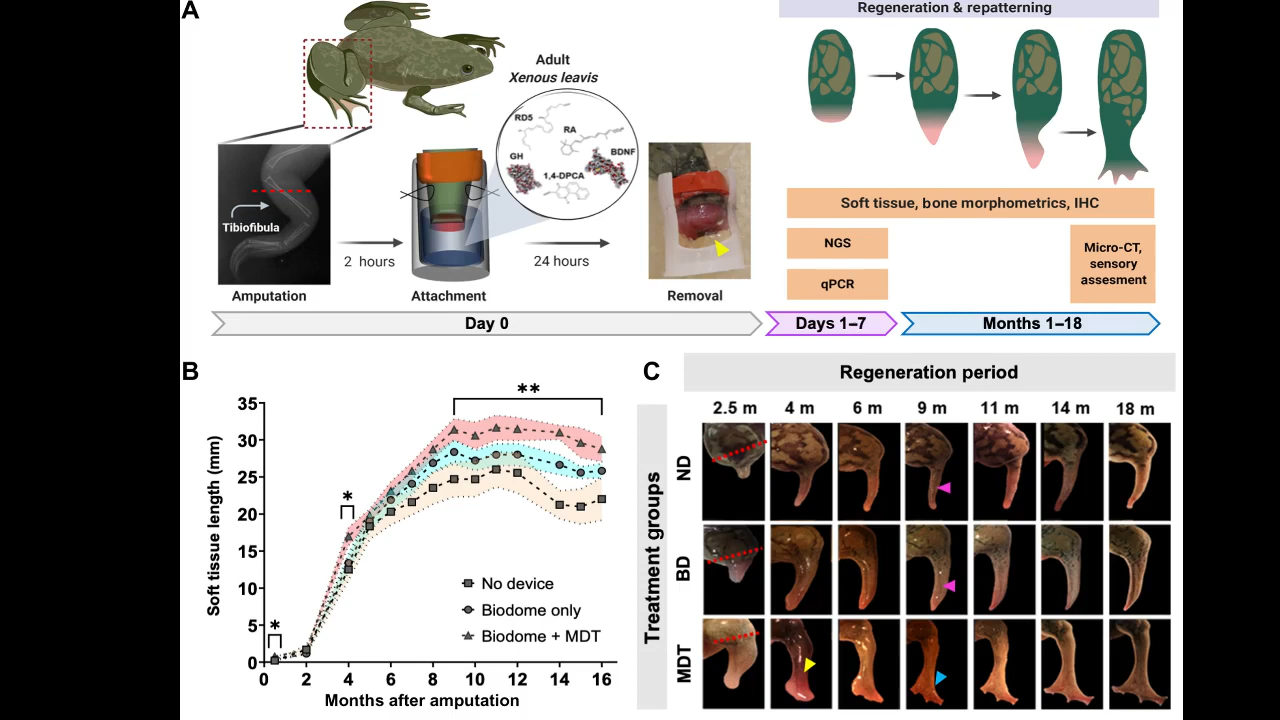 A
Regeneration & repatterning
Adult
Xenous leavis
RD5
RA
GH
BDNF
1,4-DPCA
Tibiofibula
2 hours
24 hours
Amputation
Attachment
Removal
Soft tissue, bone morphometrics, IHC
NGS
qPCR
Micro-CT,
sensory
assesment
Day 0
Days 1–7
Months 1–18
B
Soft tissue length (mm)
35
30
25
20
15
10
5
0
*
*
**
No device
Biodome only
Biodome + MDT
0 2 4 6 8 10 12 14 16
Months after amputation
C
Regeneration period
2.5 m 4 m 6 m 9 m 11 m 14 m 18 m
Treatment groups
ND
BD
MDT